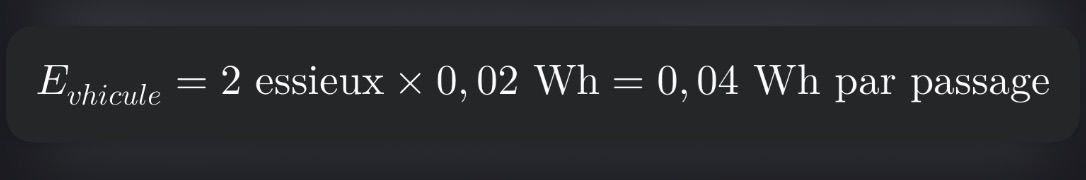 E_vhicule = 2 essieux × 0,02 Wh = 0,04 Wh par passage